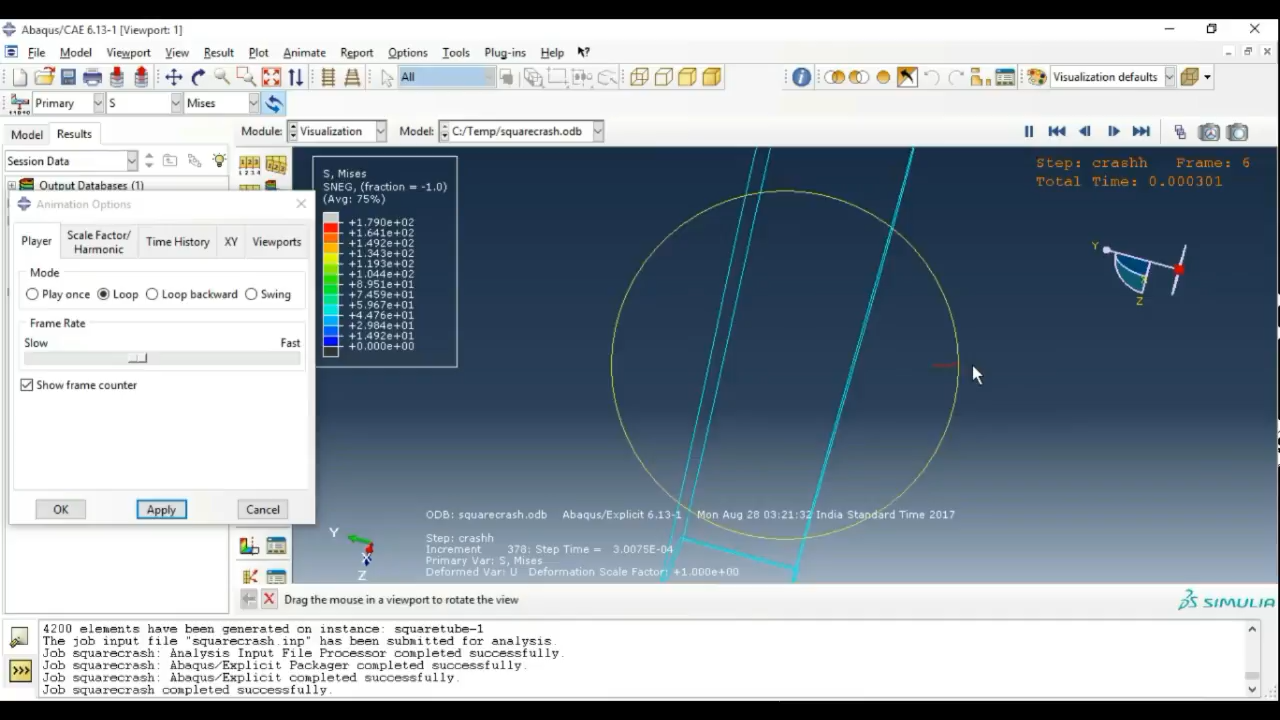 Abaqus/CAE 6.13-1 [Viewport: 1]
File Model Viewport View Result Plot Animate Report Options Tools Plug-ins Help
All
Visualization defaults
Primary S Mises
Model Results
Module: Visualization Model: C:/Temp/squarecrash.odb
Session Data
Output Databases (1)
Animation Options
Player Scale Factor/ Harmonic Time History XY Viewports
Mode
Play once Loop Loop backward Swing
Frame Rate
Slow Fast
Show frame counter
OK Apply Cancel
S, Mises
SNEG, (fraction = -1.0)
(Avg: 75%)
+1.790e+02
+1.641e+02
+1.492e+02
+1.343e+02
+1.193e+02
+1.044e+02
+8.951e+01
+7.459e+01
+5.967e+01
+4.476e+01
+2.984e+01
+1.492e+01
+0.000e+00
Step: crashh Frame: 6
Total Time: 0.000301
Y
Z
ODB: squarecrash.odb Abaqus/Explicit 6.13-1 Mon Aug 28 03:21:32 India Standard Time 2017
Y
X
Z
Step: crashh
Increment 378: Step Time = 3.0075E-04
Primary Var: S, Mises
Deformed Var: U Deformation Scale Factor: +1.000e+00
Drag the mouse in a viewport to rotate the view
SIMULIA
4200 elements have been generated on instance: squaretube-1
The job input file "squarecrash.inp" has been submitted for analysis.
Job squarecrash: Analysis Input File Processor completed successfully.
Job squarecrash: Abaqus/Explicit Packager completed successfully.
Job squarecrash: Abaqus/Explicit completed successfully.
Job squarecrash completed successfully.